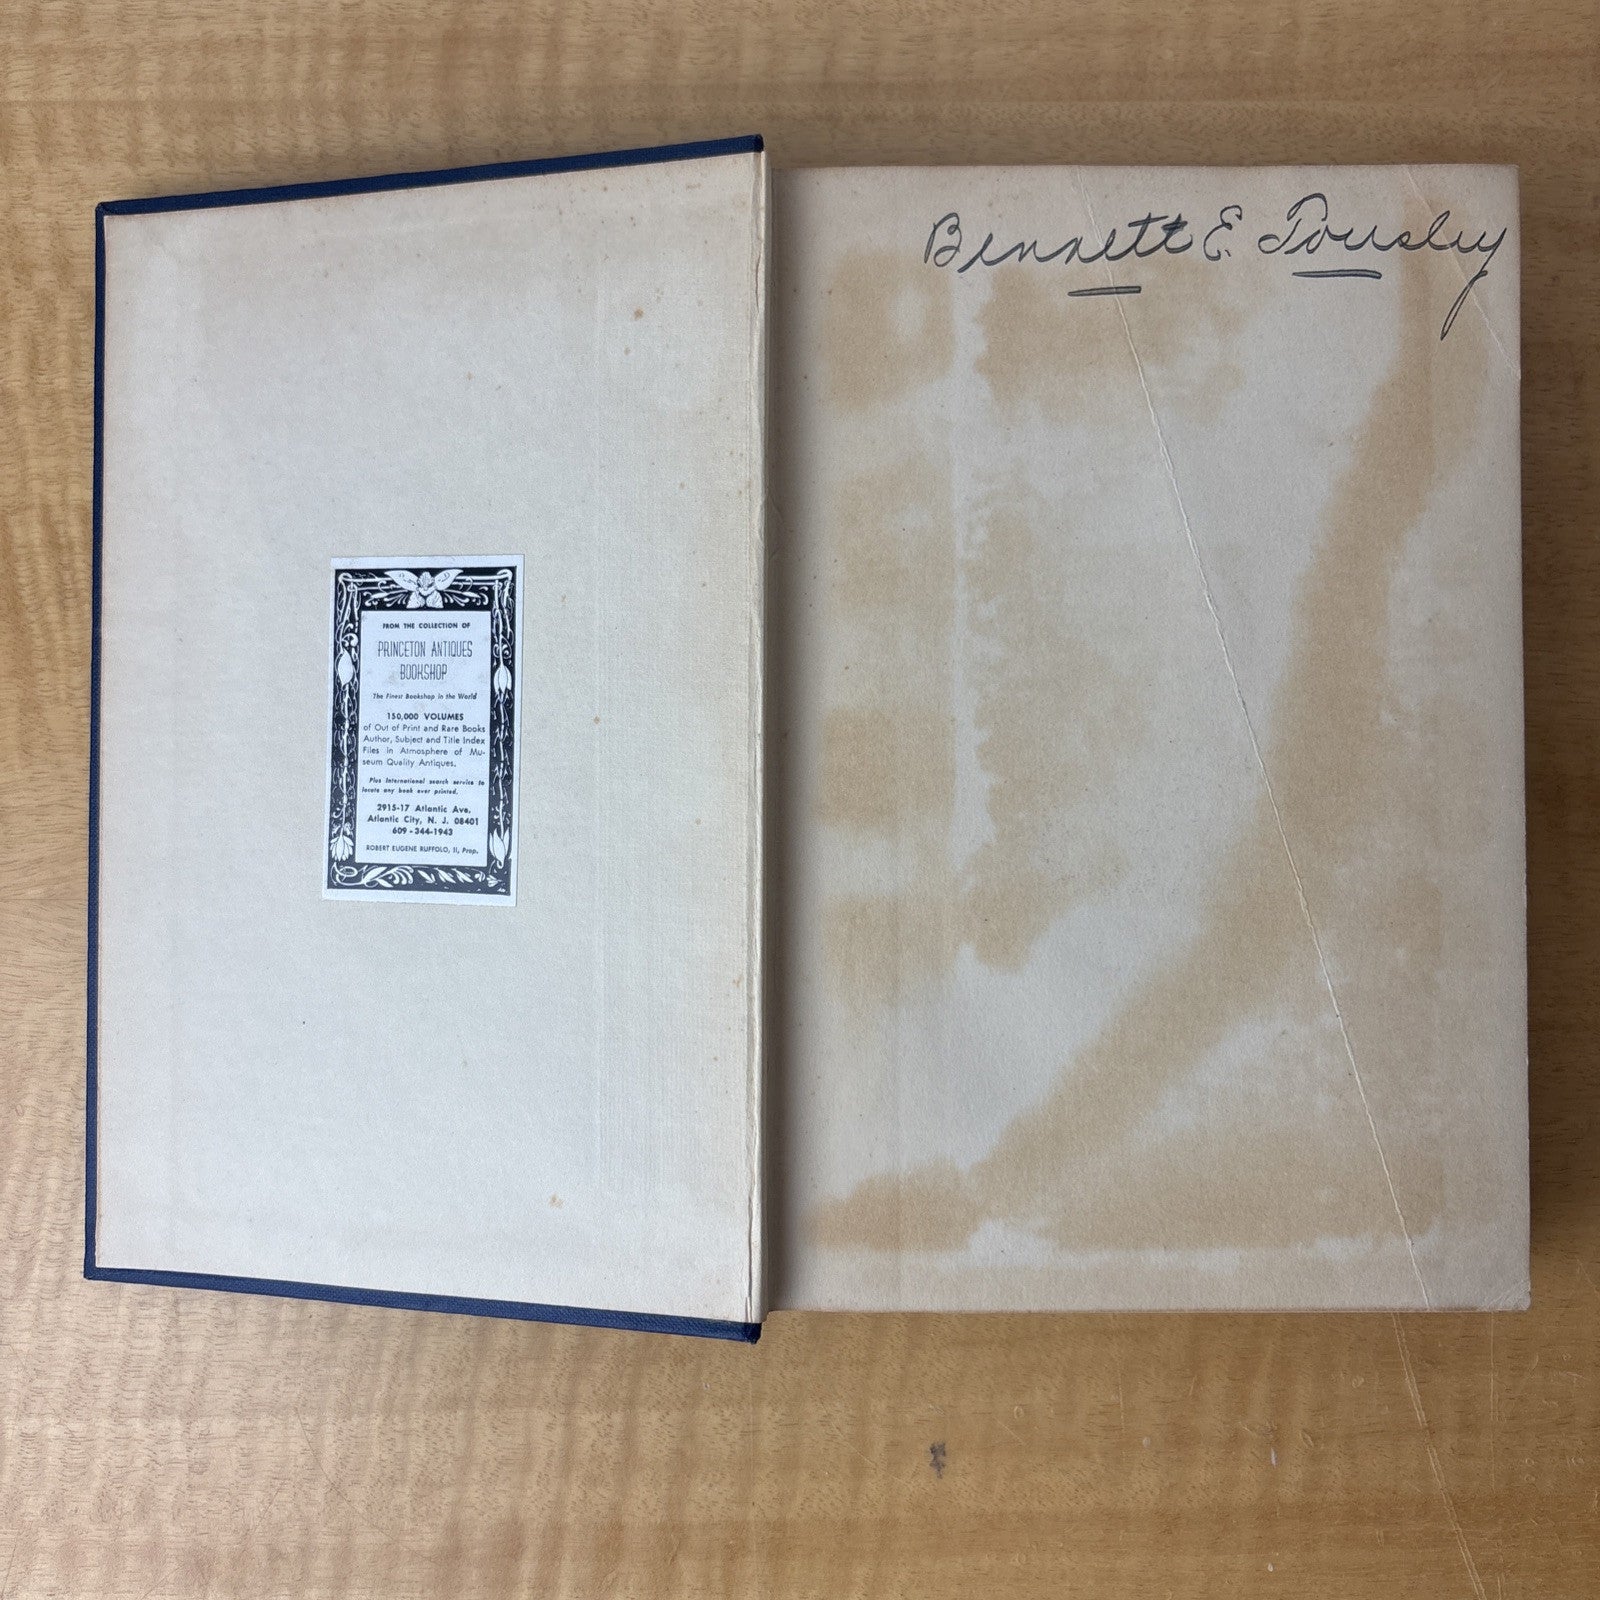 FROM THE COLLECTION OF
PRINCETON ANTIQUES
BOOKSHOP
The Finest Bookshop in the World
150,000 VOLUMES
of Out of Print and Rare Books
Author, Subject and Title Index
Files in Atmosphere of Mu-
seum Quality Antiques.
Plus International search service to
locate any book ever printed.
2915-17 Atlantic Ave.
Atlantic City, N. J. 08401
609-344-1943
ROBERT EUGENE RUFFOLO, II, Prop.
Bennett E. Tousley